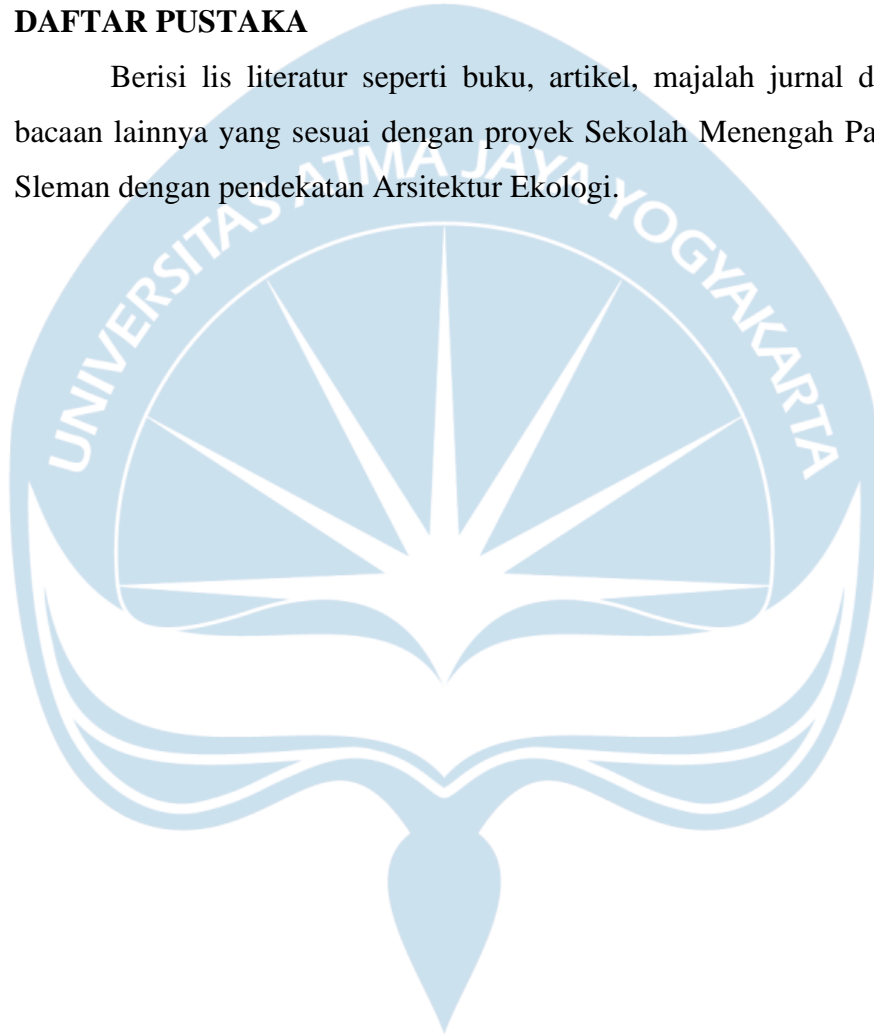 DAFTAR PUSTAKA
Berisi lis literatur seperti buku, artikel, majalah jurnal d
bacaan lainnya yang sesuai dengan proyek Sekolah Menengah Pa
Sleman dengan pendekatan Arsitektur Ekologi.
UNIVERSITAS ATMA JAYA YOGYAKARTA